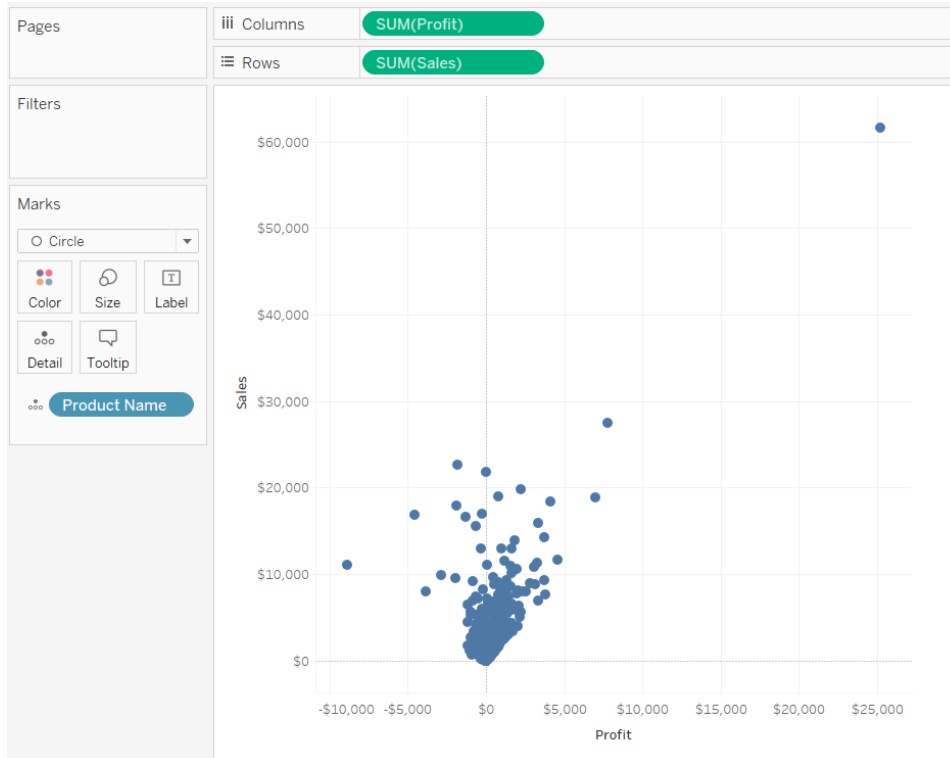 Pages
Columns SUM(Profit)
Rows SUM(Sales)
Filters
Marks
Circle
Color Size Label
Detail Tooltip
Product Name
$60,000
$50,000
$40,000
$30,000
$20,000
$10,000
$0
Sales
-$10,000 -$5,000 $0 $5,000 $10,000 $15,000 $20,000 $25,000
Profit